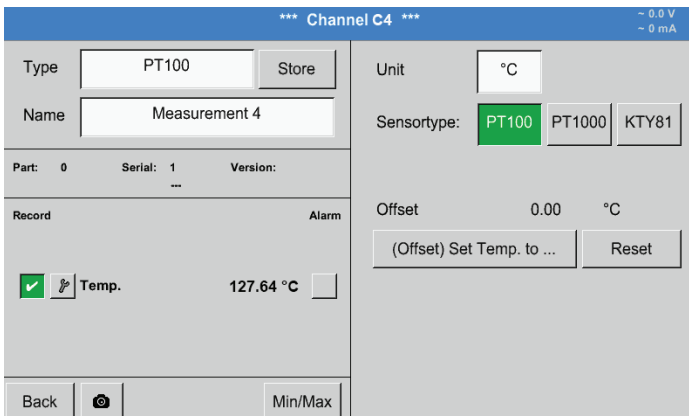 *** Channel C4 ***
~ 0.0 V
~ 0 mA
Type PT100 Store
Name Measurement 4
Part: 0 Serial: 1 Version:
---
Record Alarm
Temp. 127.64 °C
Back Min/Max
Unit °C
Sensortype: PT100 PT1000 KTY81
Offset 0.00 °C
(Offset) Set Temp. to ... Reset